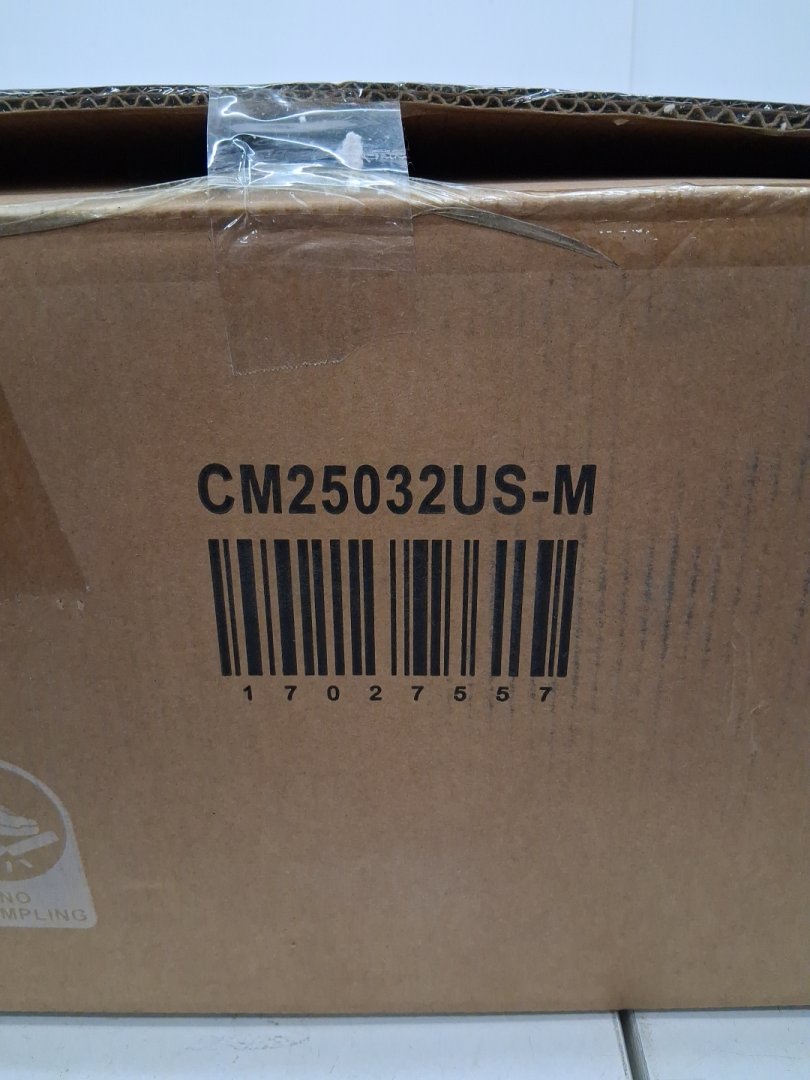 CM25032US-M
17027557
NO
MPLING